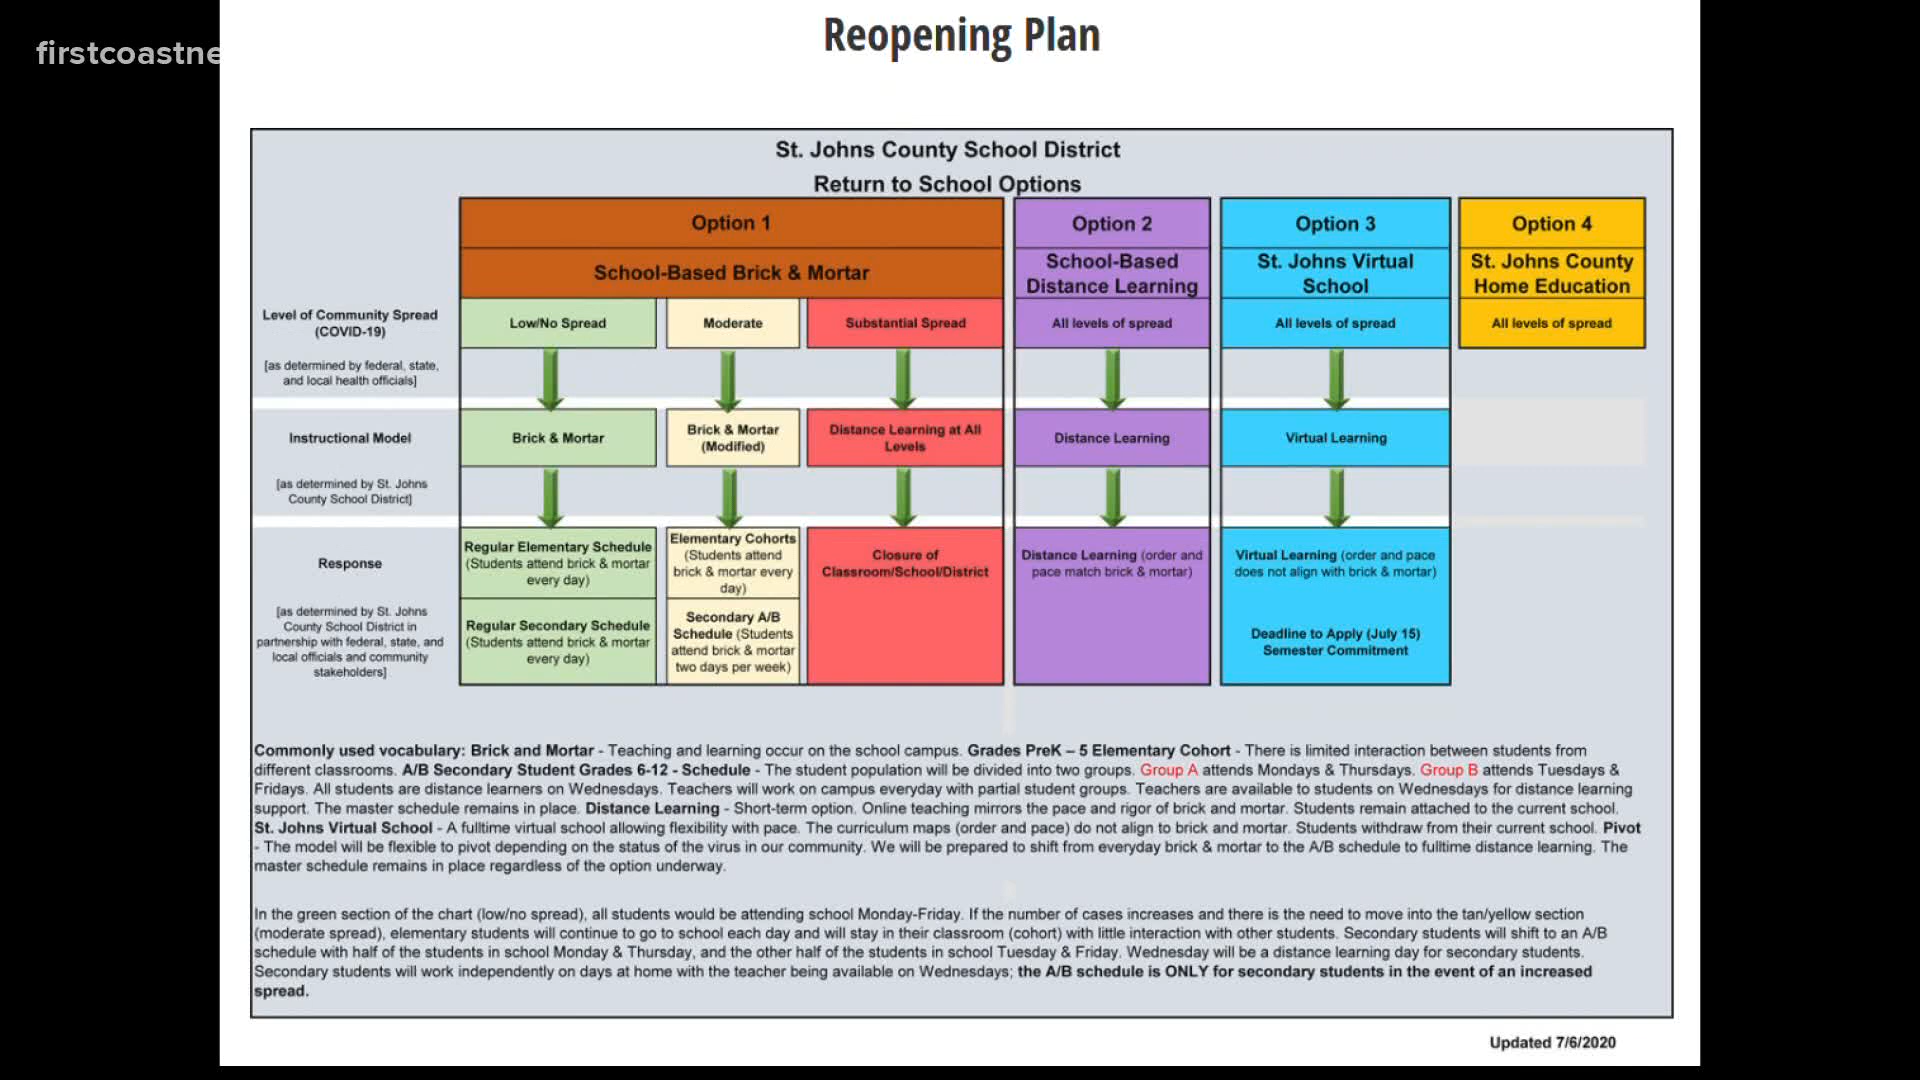 Reopening Plan
firstcoastne
St. Johns County School District
Return to School Options
Option 1
Option 2
Option 3
Option 4
School-Based Brick & Mortar
School-Based
Distance Learning
St. Johns Virtual
School
St. Johns County
Home Education
Level of Community Spread
(COVID-19)
[as determined by federal, state,
and local health officials]
Low/No Spread
Moderate
Substantial Spread
All levels of spread
All levels of spread
All levels of spread
Instructional Model
[as determined by St. Johns
County School District]
Brick & Mortar
Brick & Mortar
(Modified)
Distance Learning at All
Levels
Distance Learning
Virtual Learning
Response
[as determined by St. Johns
County School District in
partnership with federal, state, and
local officials and community
stakeholders]
Regular Elementary Schedule
(Students attend brick & mortar
every day)
Regular Secondary Schedule
(Students attend brick & mortar
every day)
Elementary Cohorts
(Students attend
brick & mortar every
day)
Secondary A/B
Schedule (Students
attend brick & mortar
two days per week)
Closure of
Classroom/School/District
Distance Learning (order and
pace match brick & mortar)
Virtual Learning (order and pace
does not align with brick & mortar)
Deadline to Apply (July 15)
Semester Commitment
Commonly used vocabulary: Brick and Mortar - Teaching and learning occur on the school campus. Grades PreK – 5 Elementary Cohort - There is limited interaction between students from
different classrooms. A/B Secondary Student Grades 6-12 - Schedule - The student population will be divided into two groups. Group A attends Mondays & Thursdays. Group B attends Tuesdays &
Fridays. All students are distance learners on Wednesdays. Teachers will work on campus everyday with partial student groups. Teachers are available to students on Wednesdays for distance learning
support. The master schedule remains in place. Distance Learning - Short-term option. Online teaching mirrors the pace and rigor of brick and mortar. Students remain attached to the current school.
St. Johns Virtual School - A fulltime virtual school allowing flexibility with pace. The curriculum maps (order and pace) do not align to brick and mortar. Students withdraw from their current school. Pivot
- The model will be flexible to pivot depending on the status of the virus in our community. We will be prepared to shift from everyday brick & mortar to the A/B schedule to fulltime distance learning. The
master schedule remains in place regardless of the option underway.
In the green section of the chart (low/no spread), all students would be attending school Monday-Friday. If the number of cases increases and there is the need to move into the tan/yellow section
(moderate spread), elementary students will continue to go to school each day and will stay in their classroom (cohort) with little interaction with other students. Secondary students will shift to an A/B
schedule with half of the students in school Monday & Thursday, and the other half of the students in school Tuesday & Friday. Wednesday will be a distance learning day for secondary students.
Secondary students will work independently on days at home with the teacher being available on Wednesdays; the A/B schedule is ONLY for secondary students in the event of an increased
spread.
Updated 7/6/2020